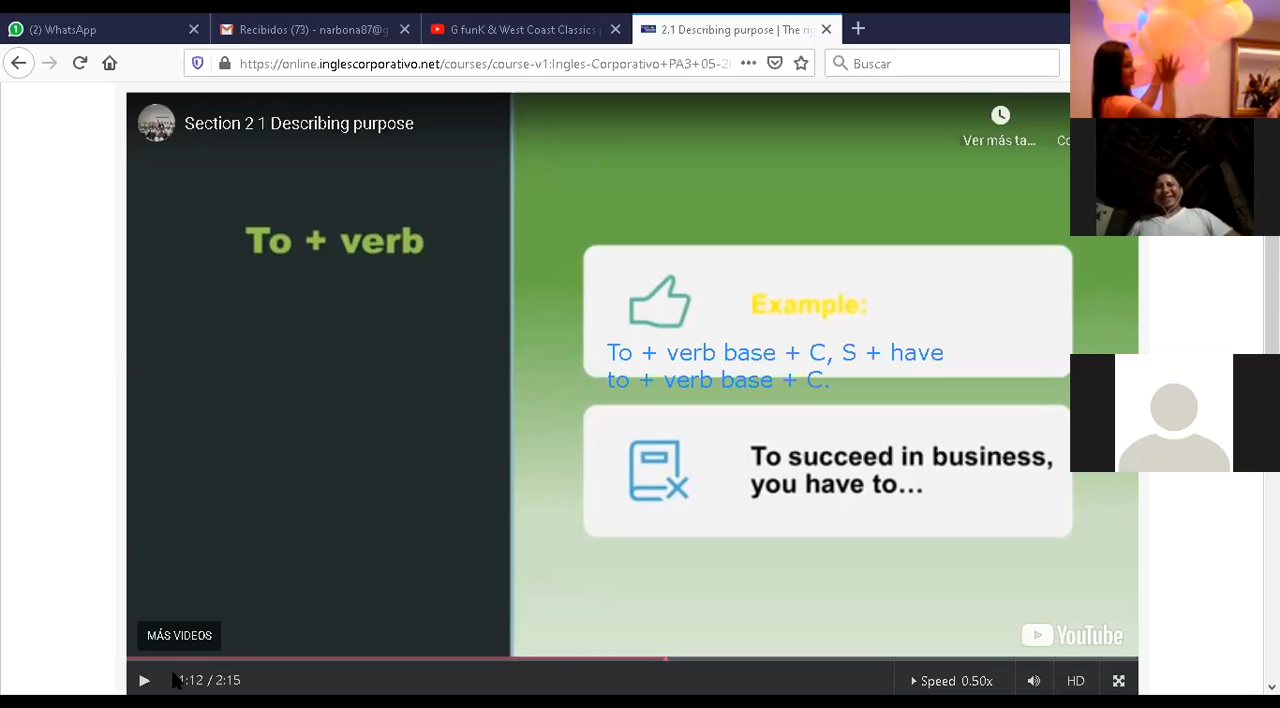 (2) WhatsApp
Recibidos (73) - narbona87@g
G funK & West Coast Classics
2.1 Describing purpose | The ri
https://online.inglescorporativo.net/courses/course-v1:Ingles-Corporativo+PA3+05-2
Buscar
Section 2 1 Describing purpose
Ver más ta...
To + verb
Example:
To + verb base + C, S + have
to + verb base + C.
To succeed in business,
you have to...
MÁS VIDEOS
YouTube
1:12 / 2:15
Speed 0.50x
HD